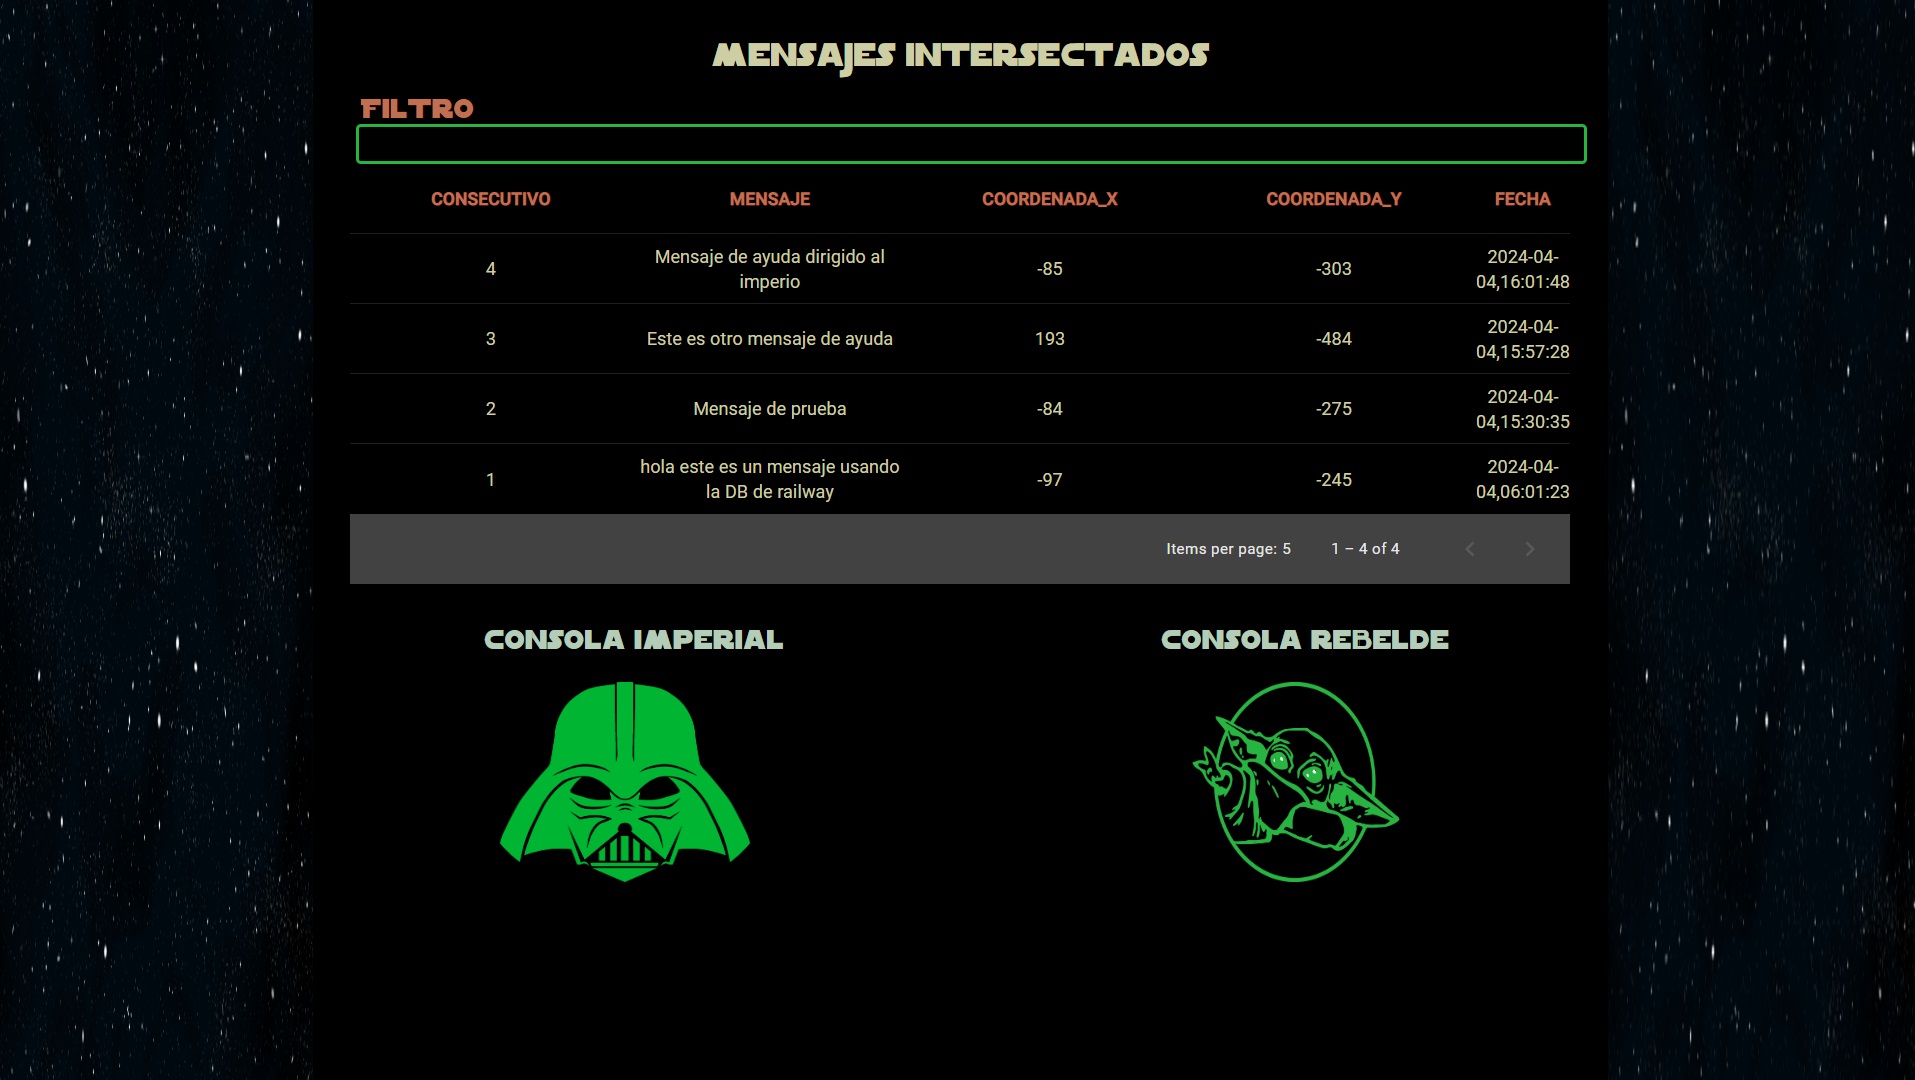 MENSAJES INTERSECTADOS
FILTRO
CONSECUTIVO MENSAJE COORDENADA_X COORDENADA_Y FECHA
4 Mensaje de ayuda dirigido al imperio -85 -303 2024-04-04,16:01:48
3 Este es otro mensaje de ayuda 193 -484 2024-04-04,15:57:28
2 Mensaje de prueba -84 -275 2024-04-04,15:30:35
1 hola este es un mensaje usando la DB de railway -97 -245 2024-04-04,06:01:23
Items per page: 5 1 – 4 of 4
CONSOLA IMPERIAL
CONSOLA REBELDE